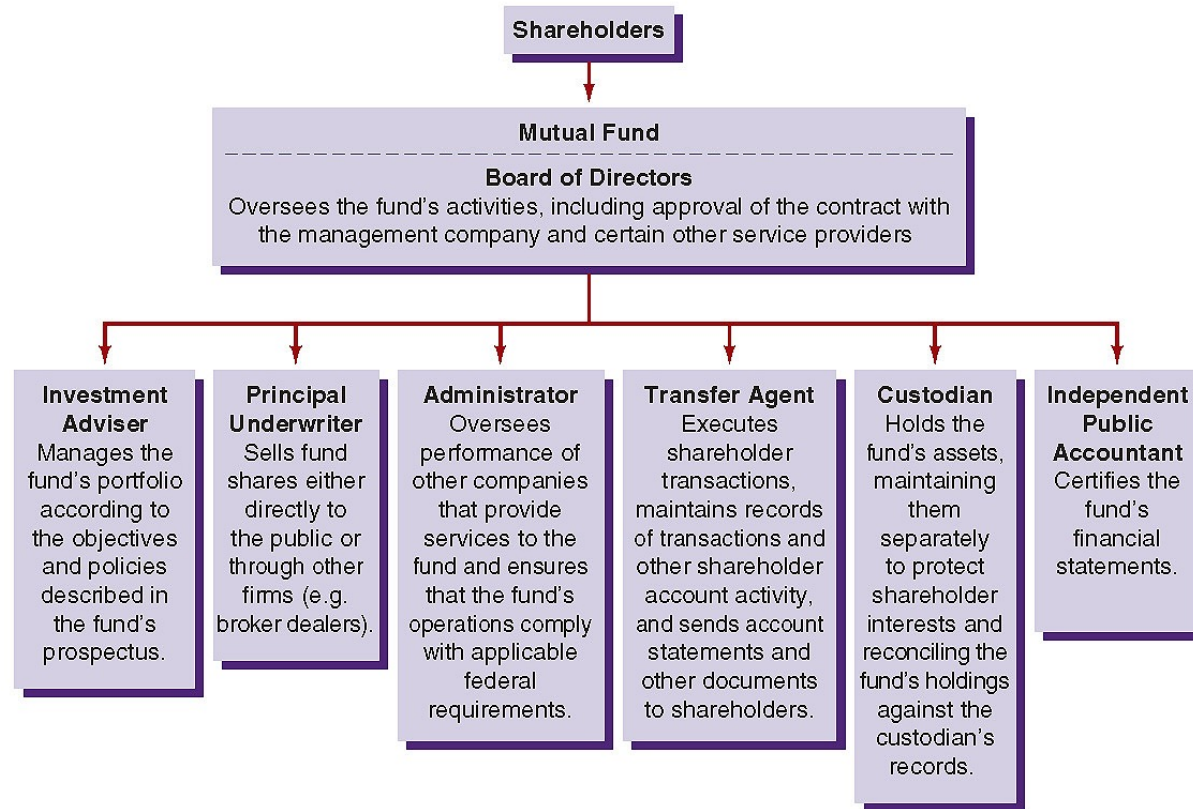 Shareholders
Mutual Fund
Board of Directors
Oversees the fund’s activities, including approval of the contract with
the management company and certain other service providers
Investment
Adviser
Manages the
fund’s portfolio
according to
the objectives
and policies
described in
the fund’s
prospectus.
Principal
Underwriter
Sells fund
shares either
directly to
the public or
through other
firms (e.g.
broker dealers).
Administrator
Oversees
performance of
other companies
that provide
services to the
fund and ensures
that the fund’s
operations comply
with applicable
federal
requirements.
Transfer Agent
Executes
shareholder
transactions,
maintains records
of transactions and
other shareholder
account activity,
and sends account
statements and
other documents
to shareholders.
Custodian
Holds the
fund’s assets,
maintaining
them
separately
to protect
shareholder
interests and
reconciling the
fund’s holdings
against the
custodian’s
records.
Independent
Public
Accountant
Certifies the
fund’s
financial
statements.